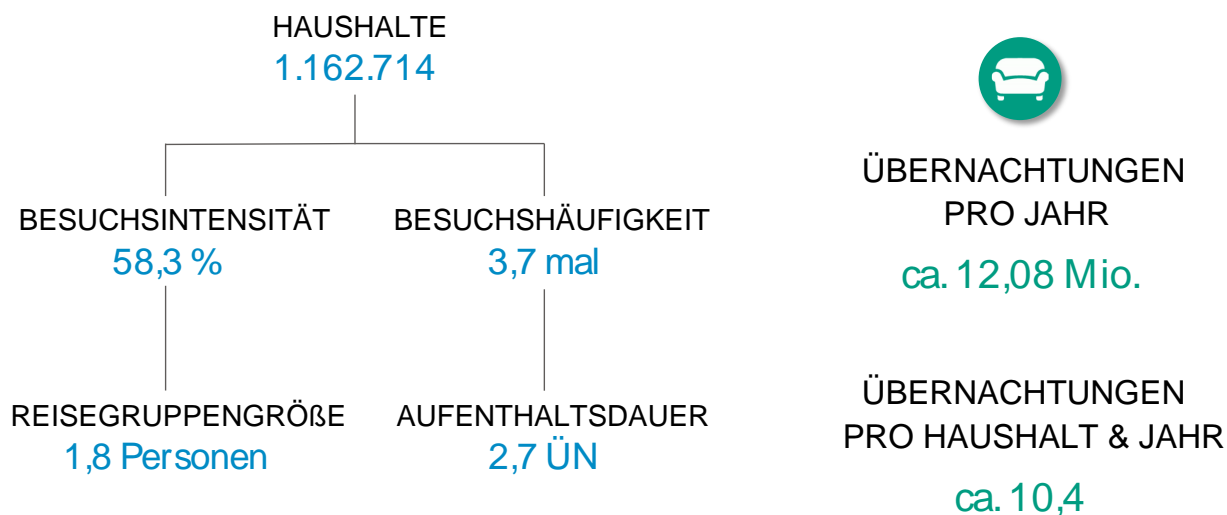 HAUSHALTE
1.162.714
BESUCHSINTENSITÄT
58,3 %
BESUCHSHÄUFIGKEIT
3,7 mal
REISEGRUPPENGRÖßE
1,8 Personen
AUFENTHALTSDAUER
2,7 ÜN
ÜBERNACHTUNGEN
PRO JAHR
ca. 12,08 Mio.
ÜBERNACHTUNGEN
PRO HAUSHALT & JAHR
ca. 10,4